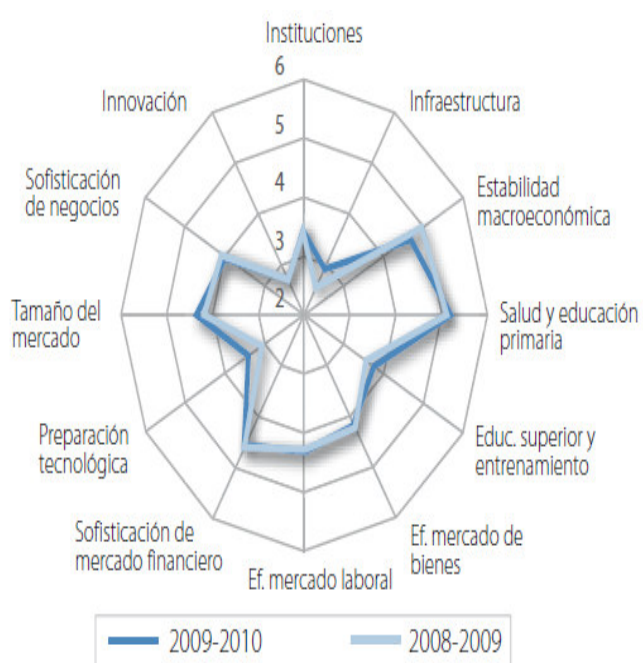 Instituciones
6
5
4
3
2
Infraestructura
Estabilidad
macroeconómica
Salud y educación
primaria
Educ. superior y
entrenamiento
Ef. mercado de
bienes
Ef. mercado laboral
Sofisticación de
mercado financiero
Preparación
tecnológica
Tamaño del
mercado
Sofisticación
de negocios
Innovación
2009-2010
2008-2009